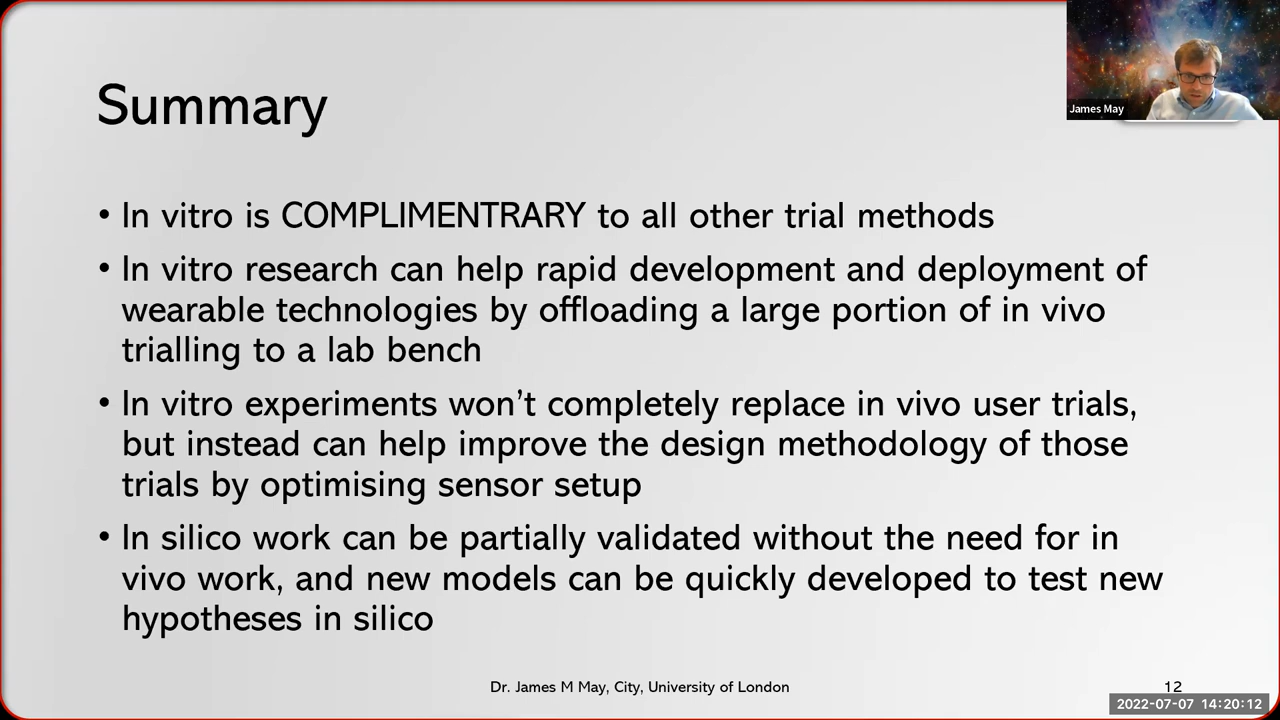 James May
Summary
• In vitro is COMPLIMENTRARY to all other trial methods
• In vitro research can help rapid development and deployment of
wearable technologies by offloading a large portion of in vivo
trialling to a lab bench
• In vitro experiments won't completely replace in vivo user trials,
but instead can help improve the design methodology of those
trials by optimising sensor setup
• In silico work can be partially validated without the need for in
vivo work, and new models can be quickly developed to test new
hypotheses in silico
Dr. James M May, City, University of London
12
2022-07-07 14:20:12